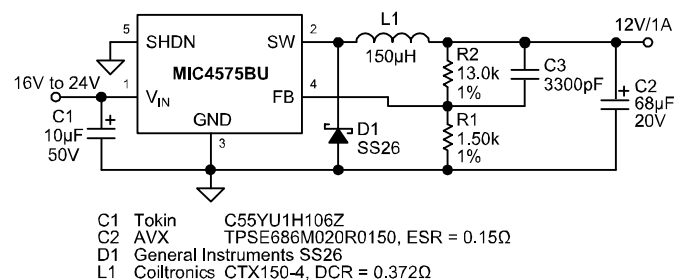 5
SHDN
SW
2
L1
150µH
12V/1A
MIC4575BU
R2
13.0k
1%
C3
3300pF
16V to 24V
1
VIN
FB
4
C2
68µF
20V
+
C1
10µF
50V
+
GND
3
D1
SS26
R1
1.50k
1%
C1 Tokin C55YU1H106Z
C2 AVX TPSE686M020R0150, ESR = 0.15Ω
D1 General Instruments SS26
L1 Coiltronics CTX150-4, DCR = 0.372Ω